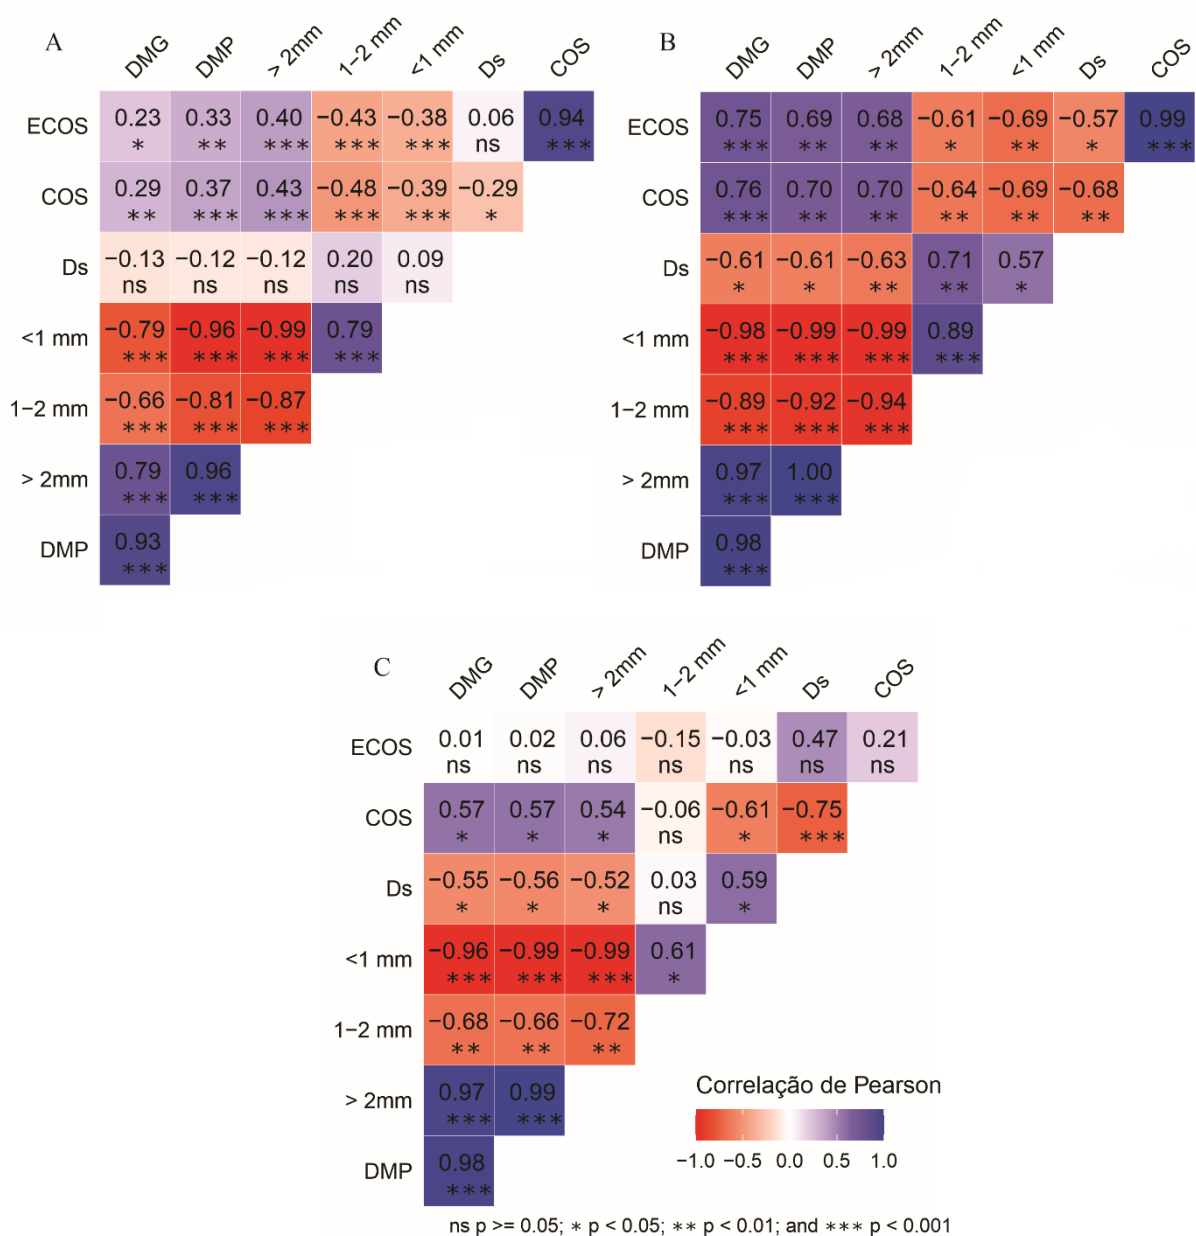 A
DMG DMP > 2mm 1−2 mm <1 mm Ds COS
ECOS 0.23 0.33 0.40 −0.43 −0.38 0.06 0.94
* ** *** *** *** ns ***
COS 0.29 0.37 0.43 −0.48 −0.39 −0.29
** *** *** *** *** *
Ds −0.13 −0.12 −0.12 0.20 0.09
ns ns ns ns ns
<1 mm −0.79 −0.96 −0.99 0.79
*** *** *** ***
1−2 mm −0.66 −0.81 −0.87
*** *** ***
> 2mm 0.79 0.96
*** ***
DMP 0.93
***
B
DMG DMP > 2mm 1−2 mm <1 mm Ds COS
ECOS 0.75 0.69 0.68 −0.61 −0.69 −0.57 0.99
*** ** ** * ** * ***
COS 0.76 0.70 0.70 −0.64 −0.69 −0.68
*** ** ** ** ** **
Ds −0.61 −0.61 −0.63 0.71 0.57
* * ** ** *
<1 mm −0.98 −0.99 −0.99 0.89
*** *** *** ***
1−2 mm −0.89 −0.92 −0.94
*** *** ***
> 2mm 0.97 1.00
*** ***
DMP 0.98
***
C
DMG DMP > 2mm 1−2 mm <1 mm Ds COS
ECOS 0.01 0.02 0.06 −0.15 −0.03 0.47 0.21
ns ns ns ns ns ns ns
COS 0.57 0.57 0.54 −0.06 −0.61 −0.75
* * * ns * ***
Ds −0.55 −0.56 −0.52 0.03 0.59
* * * ns *
<1 mm −0.96 −0.99 −0.99 0.61
*** *** *** *
1−2 mm −0.68 −0.66 −0.72
** ** **
> 2mm 0.97 0.99
*** ***
DMP 0.98
***
Correlação de Pearson
−1.0 −0.5 0.0 0.5 1.0
ns p >= 0.05; * p < 0.05; ** p < 0.01; and *** p < 0.001